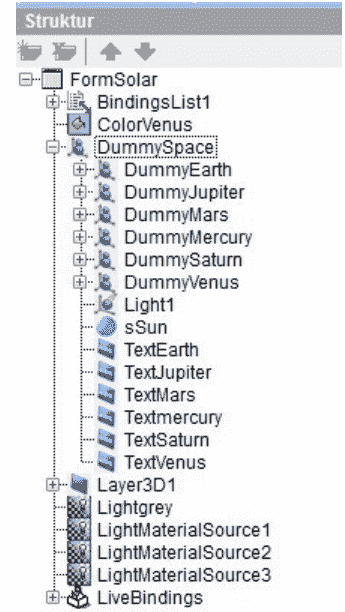 Struktur
FormSolar
BindingsList1
ColorVenus
DummySpace
DummyEarth
DummyJupiter
DummyMars
DummyMercury
DummySaturn
DummyVenus
Light1
sSun
TextEarth
TextJupiter
TextMars
Textmercury
TextSaturn
TextVenus
Layer3D1
Lightgrey
LightMaterialSource1
LightMaterialSource2
LightMaterialSource3
LiveBindings